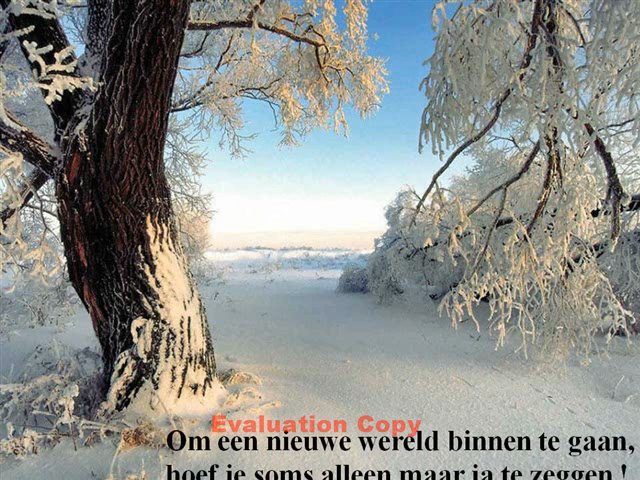 Evaluation Copy
Om een nieuwe wereld binnen te gaan,
hoef je soms alleen maar ja te zeggen !